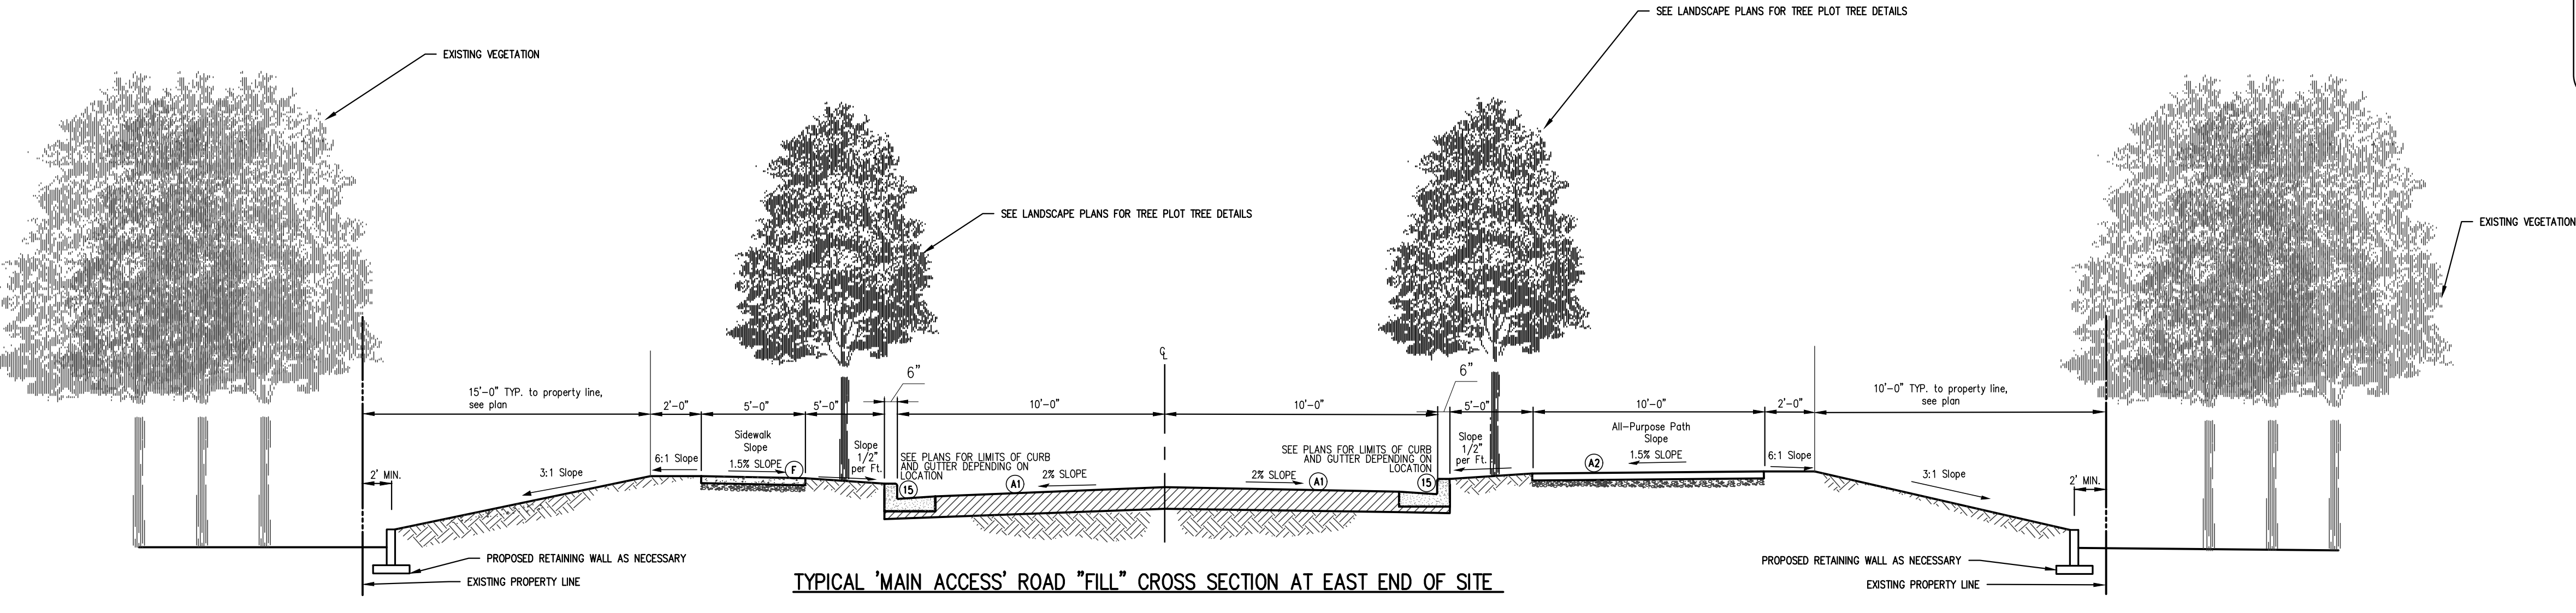 SEE LANDSCAPE PLANS FOR TREE PLOT TREE DETAILS
EXISTING VEGETATION
SEE LANDSCAPE PLANS FOR TREE PLOT TREE DETAILS
EXISTING VEGETATION
15'-0" TYP. to property line,
see plan
2'-0"
5'-0"
5'-0"
6"
10'-0"
℄
10'-0"
6"
5'-0"
10'-0"
2'-0"
10'-0" TYP. to property line,
see plan
2' MIN.
3:1 Slope
6:1 Slope
Sidewalk
Slope
1.5% SLOPE
F
Slope
1/2"
per Ft.
SEE PLANS FOR LIMITS OF CURB
AND GUTTER DEPENDING ON
LOCATION
15
A1
2% SLOPE
2% SLOPE
A1
SEE PLANS FOR LIMITS OF CURB
AND GUTTER DEPENDING ON
LOCATION
15
Slope
1/2"
per Ft.
All-Purpose Path
Slope
A2
1.5% SLOPE
6:1 Slope
3:1 Slope
2' MIN.
PROPOSED RETAINING WALL AS NECESSARY
EXISTING PROPERTY LINE
PROPOSED RETAINING WALL AS NECESSARY
EXISTING PROPERTY LINE
TYPICAL 'MAIN ACCESS' ROAD "FILL" CROSS SECTION AT EAST END OF SITE